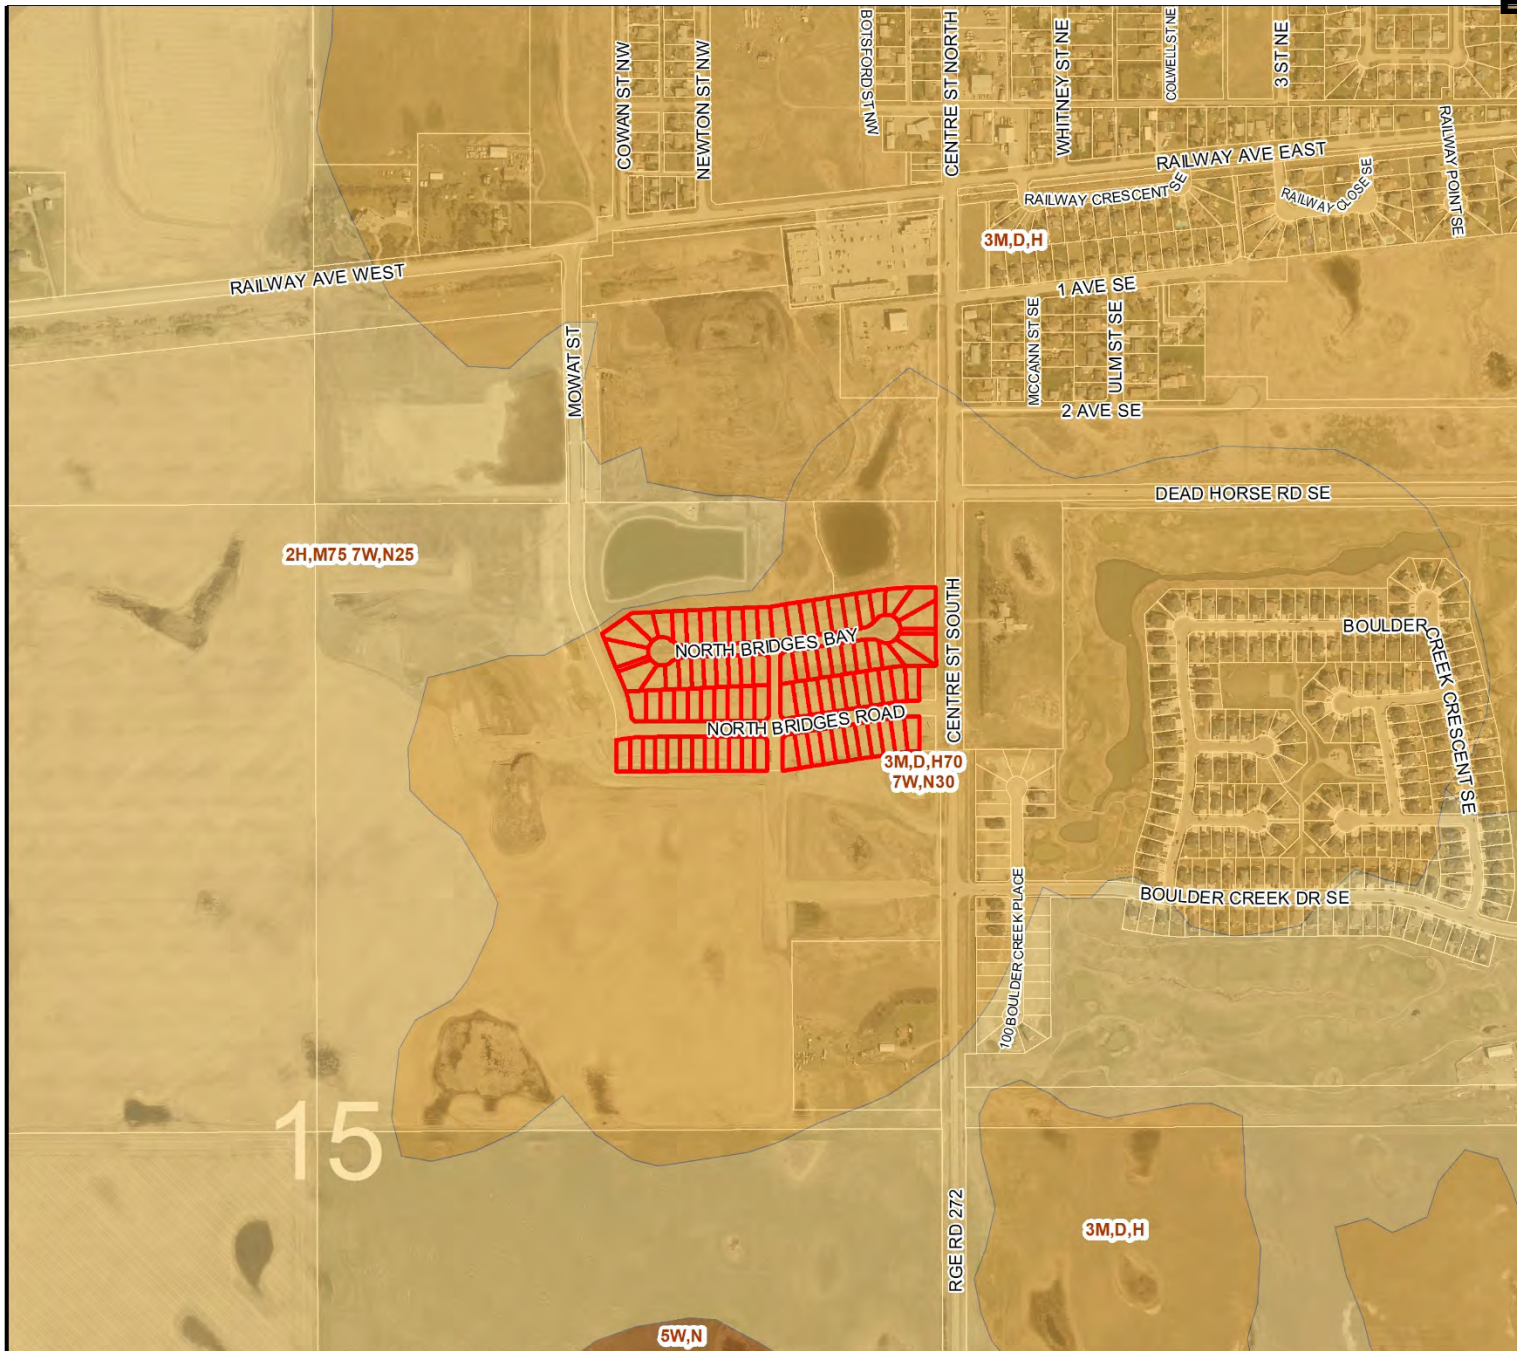 COWAN ST NW
NEWTON ST NW
BOTSFORD ST NW
CENTRE ST NORTH
WHITNEY ST NE
COLWELL ST NE
3 ST NE
RAILWAY POINT SE
RAILWAY AVE EAST
RAILWAY CRESCENT SE
RAILWAY CLOSE SE
3M,D,H
RAILWAY AVE WEST
1 AVE SE
MOWAT ST
MCCANN ST SE
ULM ST SE
2 AVE SE
DEAD HORSE RD SE
2H,M75 7W,N25
CENTRE ST SOUTH
NORTH BRIDGES BAY
BOULDER CREEK CRESCENT SE
NORTH BRIDGES ROAD
3M,D,H70
7W,N30
100 BOULDER CREEK PLACE
BOULDER CREEK DR SE
15
RGE RD 272
3M,D,H
5W,N